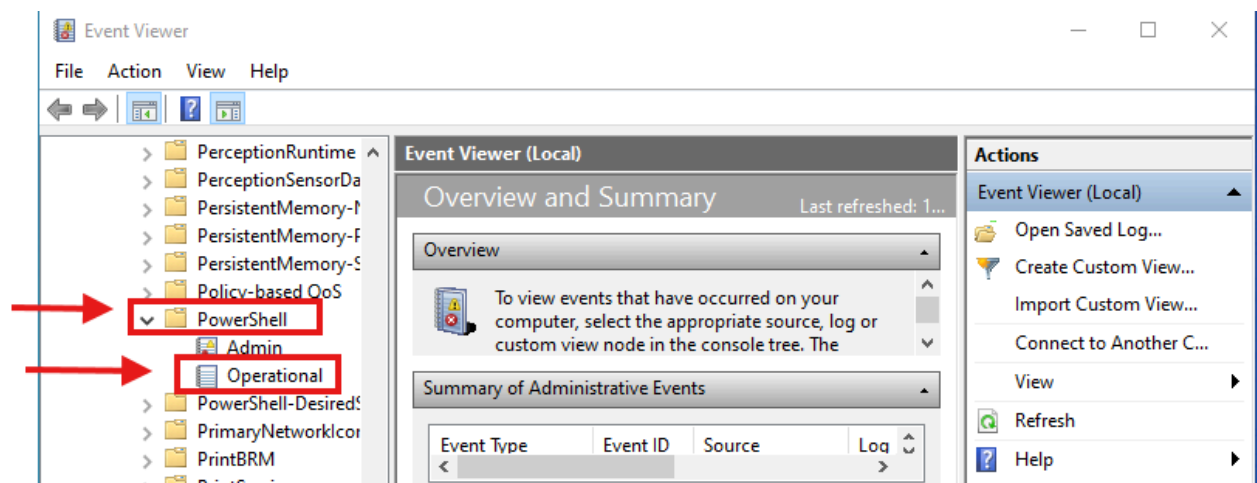 Event Viewer
File Action View Help
PerceptionRuntime
PerceptionSensorDa
PersistentMemory-
PersistentMemory-
PersistentMemory-
Policy-based QoS
PowerShell
Admin
Operational
PowerShell-Desired
PrimaryNetworkIcon
PrintBRM
Event Viewer (Local)
Overview and Summary
Last refreshed: 1...
Overview
To view events that have occurred on your
computer, select the appropriate source, log or
custom view node in the console tree. The
Summary of Administrative Events
Event Type Event ID Source Log
Actions
Event Viewer (Local)
Open Saved Log...
Create Custom View...
Import Custom View...
Connect to Another C...
View
Refresh
Help